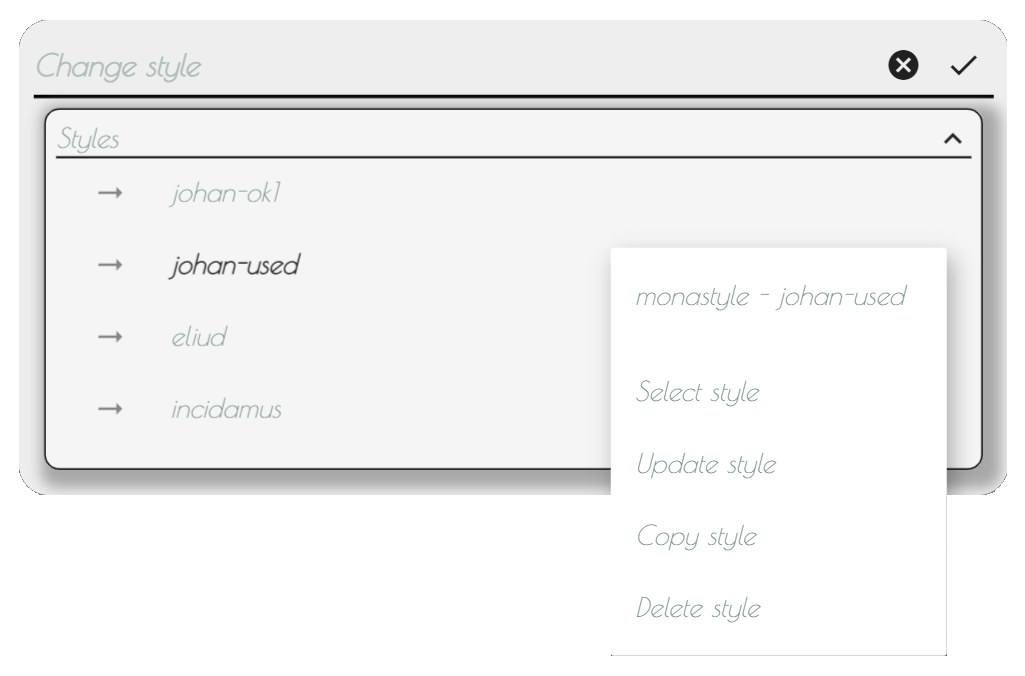 Change style
Styles
johan-ok1
johan-used
eliud
incidamus
monastyle - johan-used
Select style
Update style
Copy style
Delete style